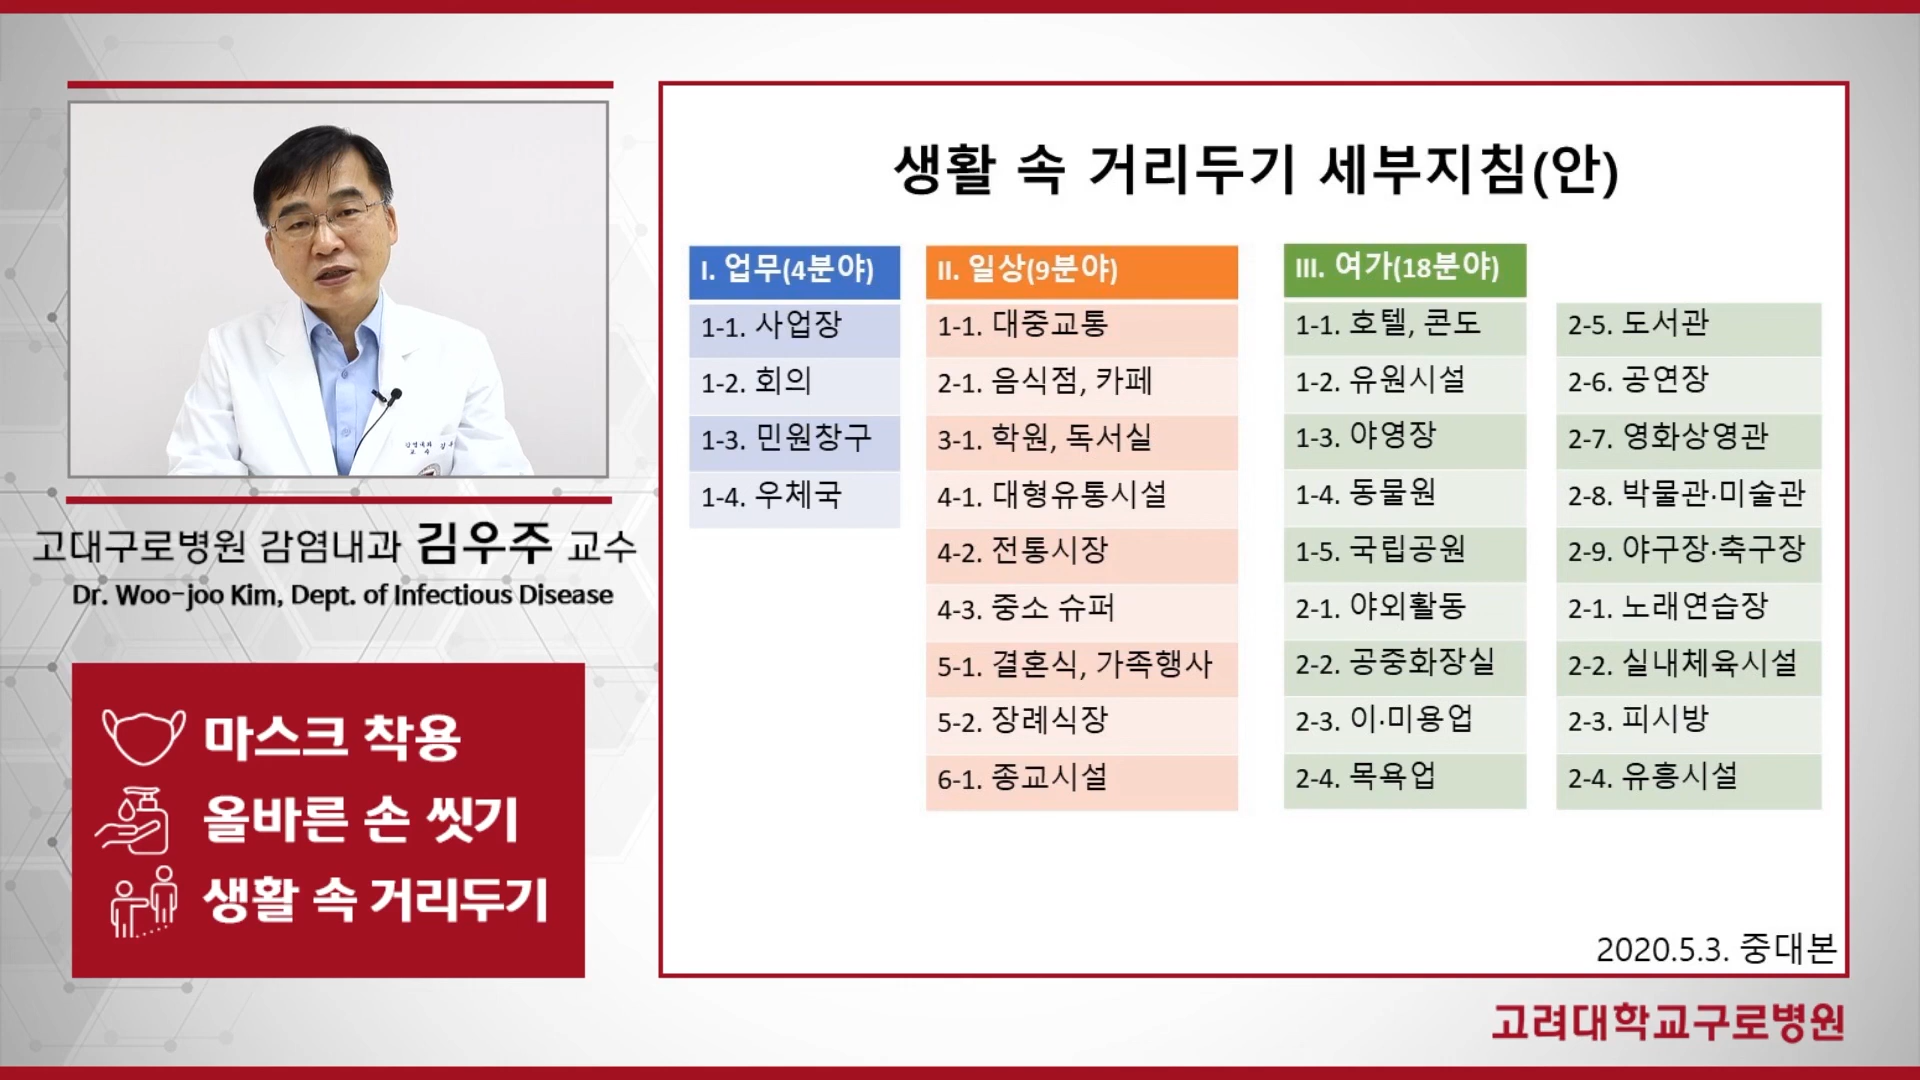 고대구로병원 감염내과 김우주 교수
Dr. Woo-joo Kim, Dept. of Infectious Disease
마스크 착용
올바른 손 씻기
생활 속 거리두기
생활 속 거리두기 세부지침(안)
I. 업무(4분야)
1-1. 사업장
1-2. 회의
1-3. 민원창구
1-4. 우체국
II. 일상(9분야)
1-1. 대중교통
2-1. 음식점, 카페
3-1. 학원, 독서실
4-1. 대형유통시설
4-2. 전통시장
4-3. 중소 슈퍼
5-1. 결혼식, 가족행사
5-2. 장례식장
6-1. 종교시설
III. 여가(18분야)
1-1. 호텔, 콘도
1-2. 유원시설
1-3. 야영장
1-4. 동물원
1-5. 국립공원
2-1. 야외활동
2-2. 공중화장실
2-3. 이·미용업
2-4. 목욕업
2-5. 도서관
2-6. 공연장
2-7. 영화상영관
2-8. 박물관·미술관
2-9. 야구장·축구장
2-1. 노래연습장
2-2. 실내체육시설
2-3. 피시방
2-4. 유흥시설
2020.5.3. 중대본
고려대학교구로병원